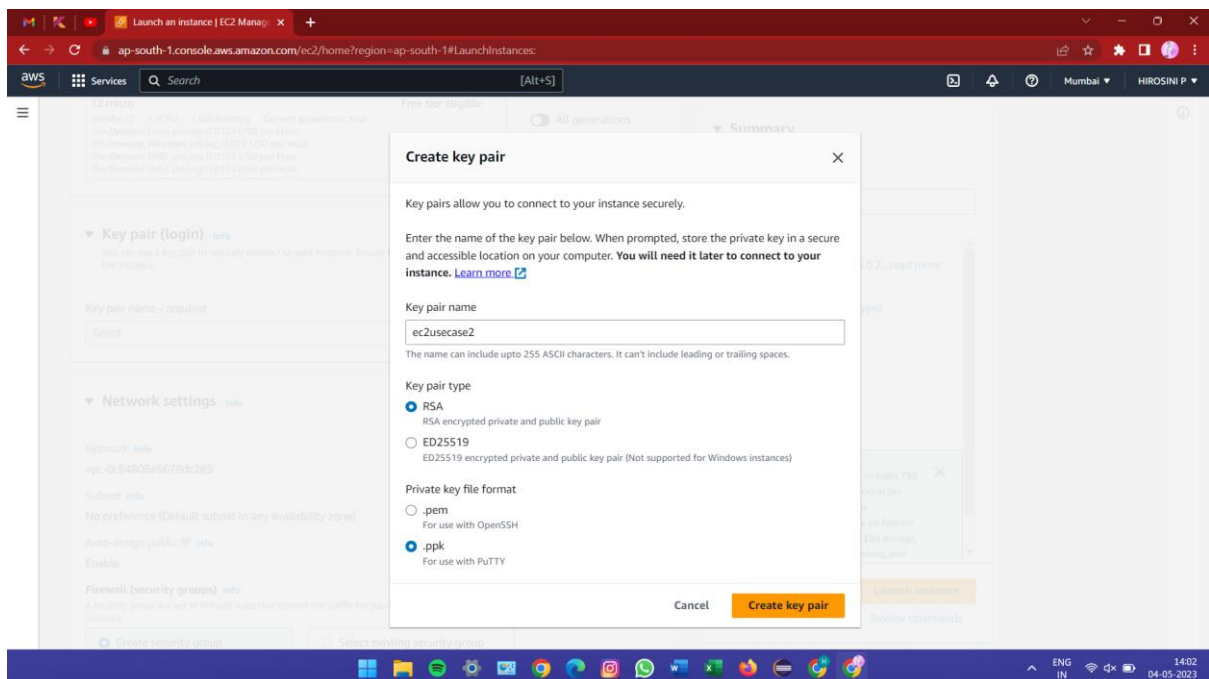 Launch an instance | EC2 Manag
ap-south-1.console.aws.amazon.com/ec2/home?region=ap-south-1#LaunchInstances:
aws
Services
Search
[Alt+S]
Mumbai
HIROSINI P
t2.micro
Free tier eligible
All generations
Summary
Create key pair
Key pairs allow you to connect to your instance securely.
Key pair (login) Info
Enter the name of the key pair below. When prompted, store the private key in a secure
and accessible location on your computer. You will need it later to connect to your
instance. Learn more
Key pair name - required
Select
Key pair name
ec2usecase2
The name can include upto 255 ASCII characters. It can't include leading or trailing spaces.
Key pair type
RSA
RSA encrypted private and public key pair
ED25519
ED25519 encrypted private and public key pair (Not supported for Windows instances)
Network settings Info
Network Info
Subnet Info
No preference (Default subnet in any availability zone)
Auto-assign public IP Info
Enable
Firewall (security groups) Info
Create security group
Select existing security group
Private key file format
.pem
For use with OpenSSH
.ppk
For use with PuTTY
Cancel
Create key pair
Launch instance
Review commands
ENG
IN
14:02
04-05-2023